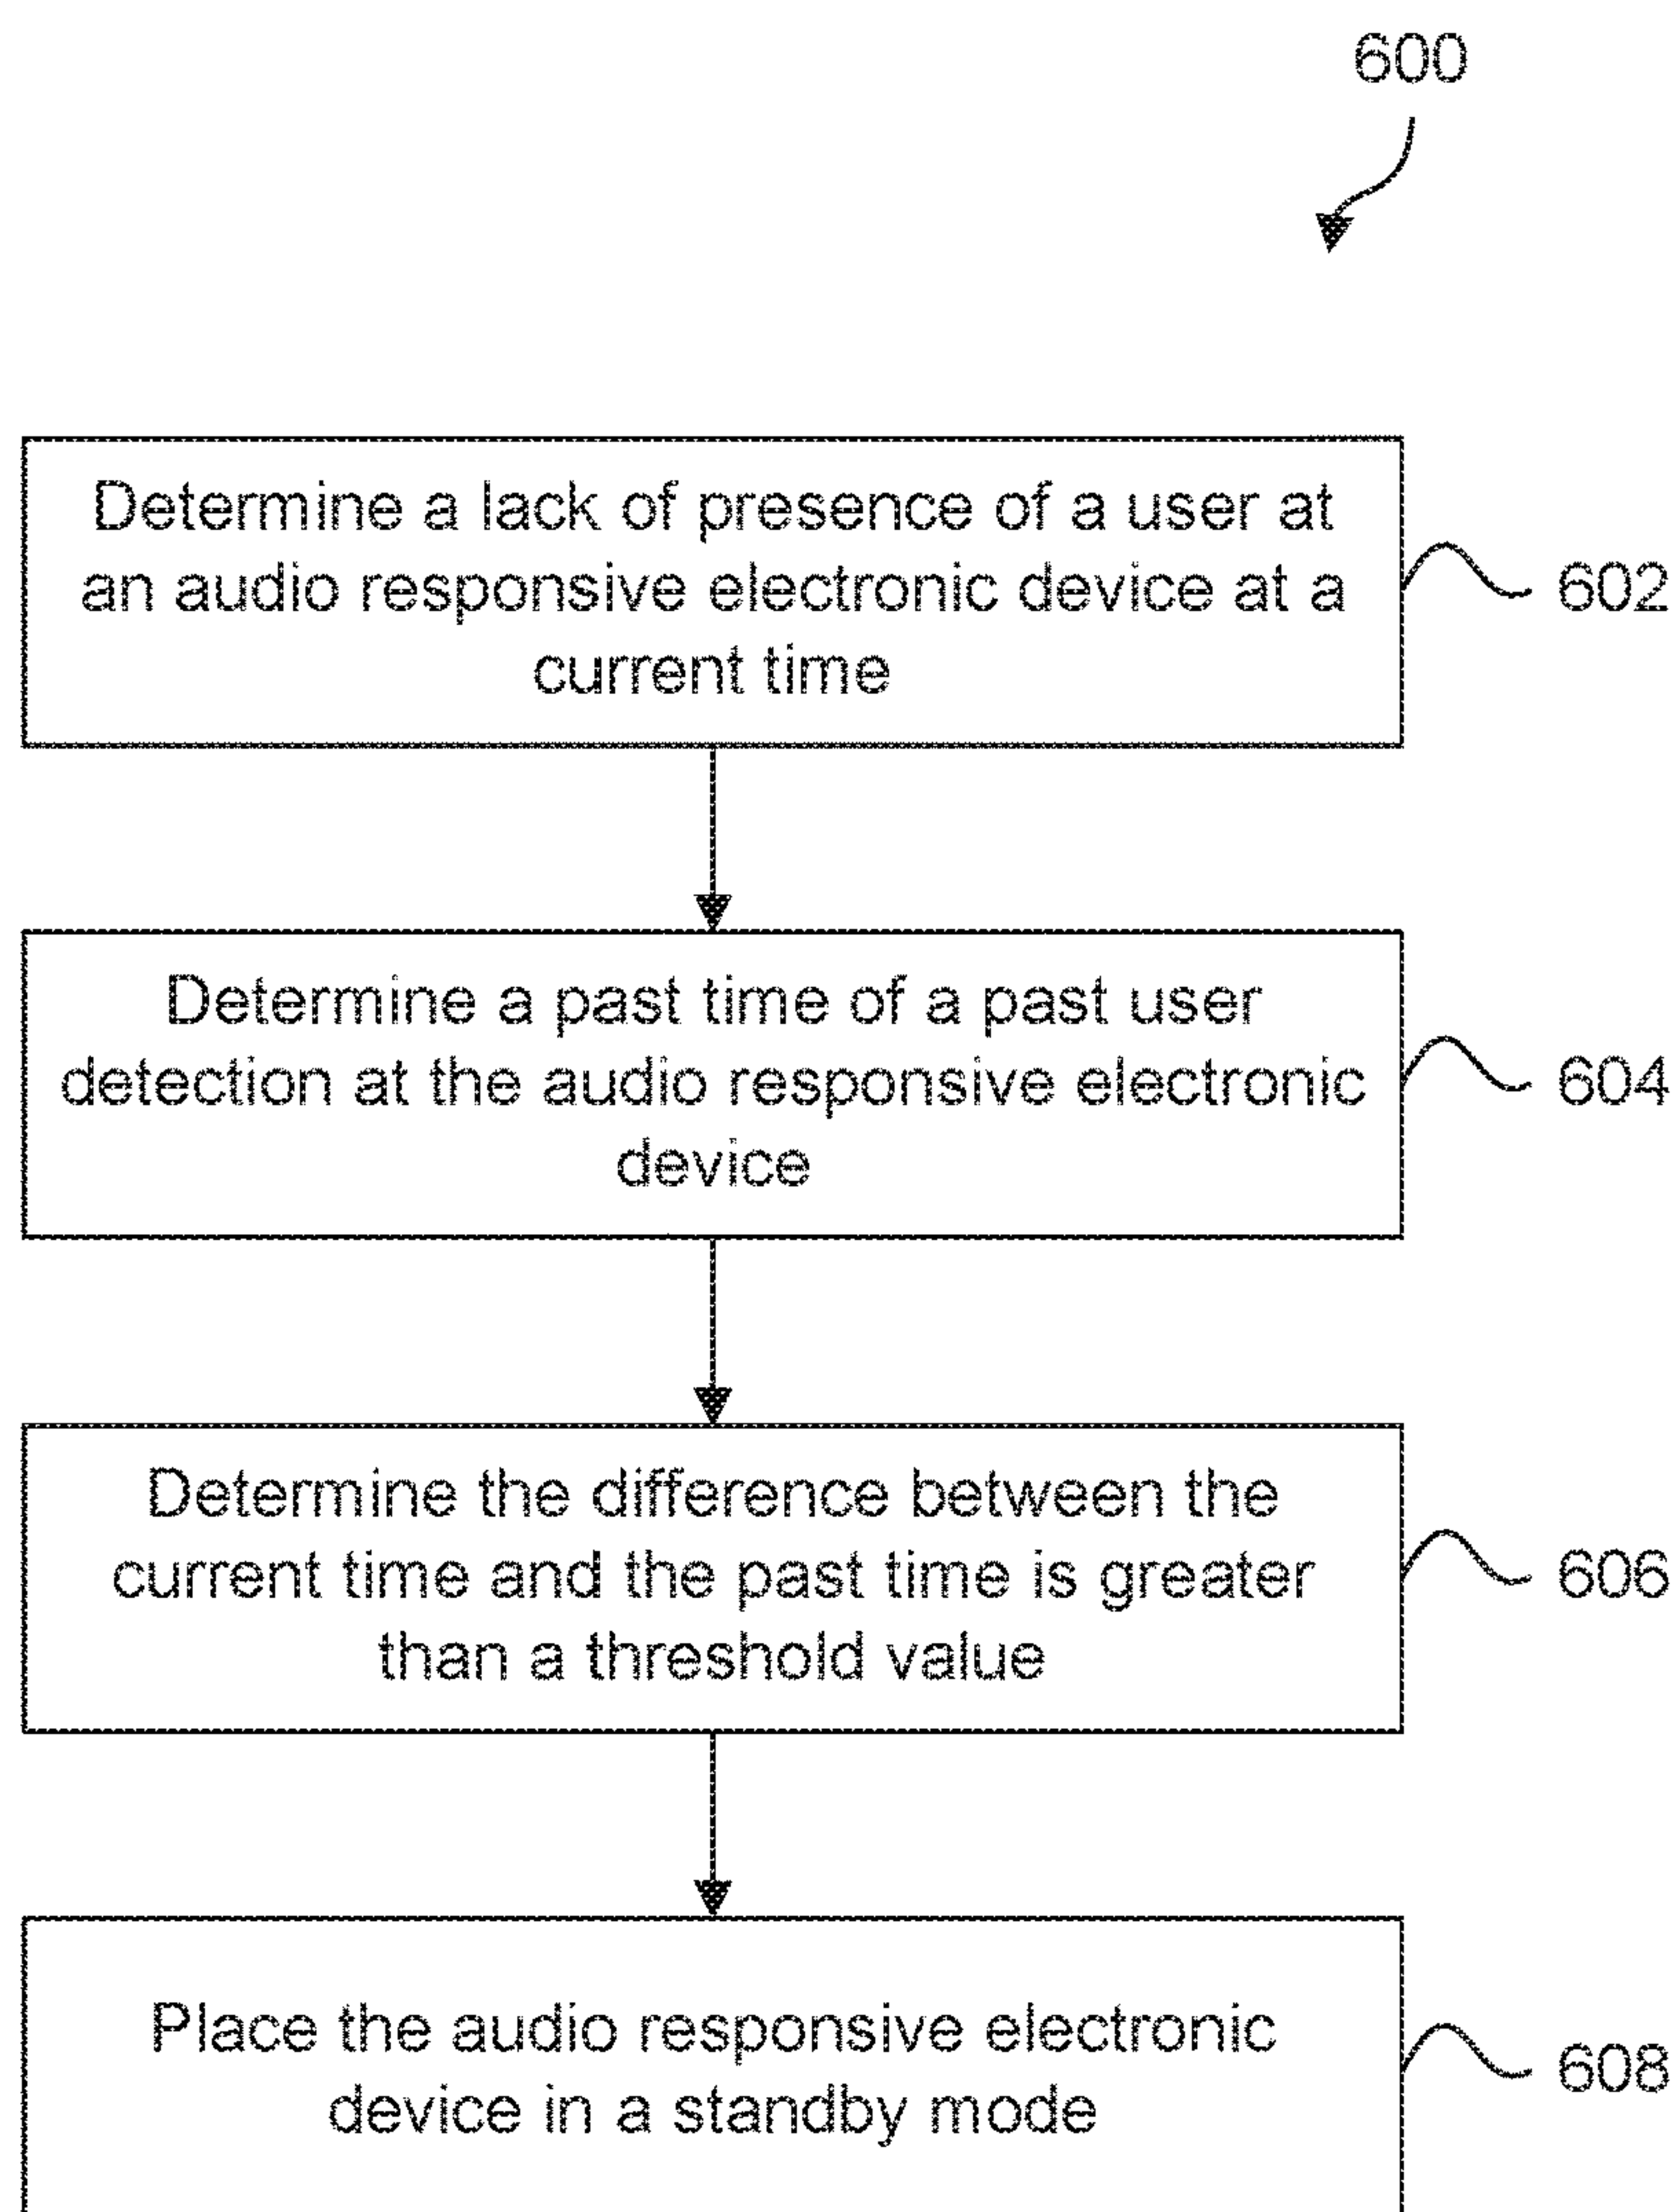 600
Determine a lack of presence of a user at
an audio responsive electronic device at a
current time
602
Determine a past time of a past user
detection at the audio responsive electronic
device
604
Determine the difference between the
current time and the past time is greater
than a threshold value
606
Place the audio responsive electronic
device in a standby mode
608